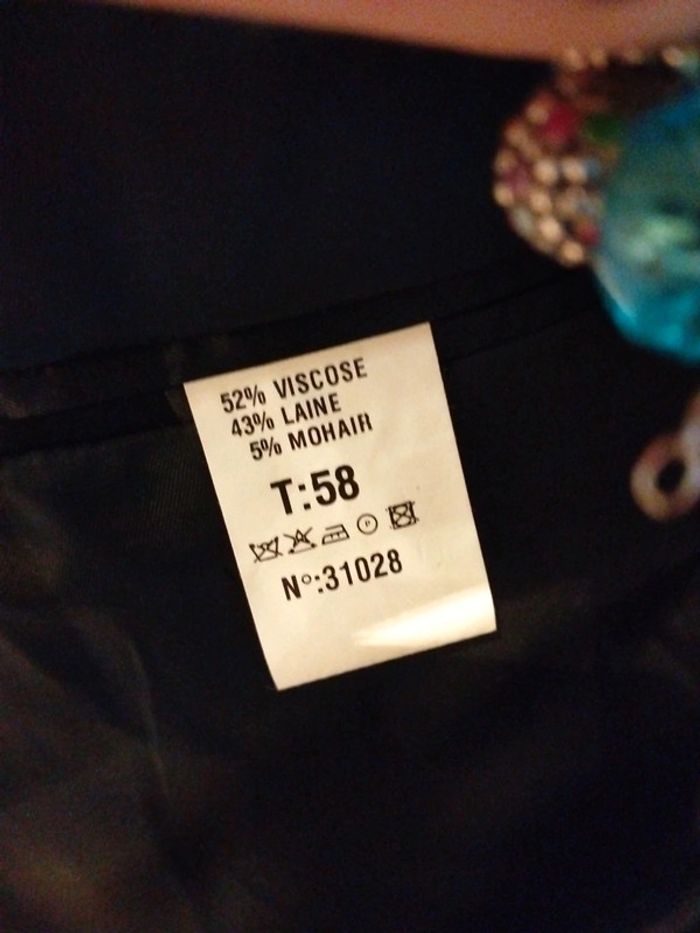 52% VISCOSE
43% LAINE
5% MOHAIR
T:58
N°:31028